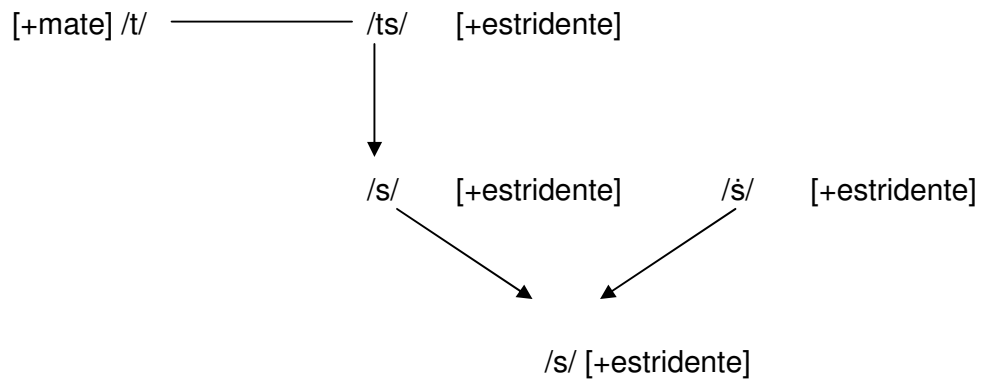 [+mate] /t/ /ts/ [+estridente]
/s/ [+estridente] /ṡ/ [+estridente]
/s/ [+estridente]